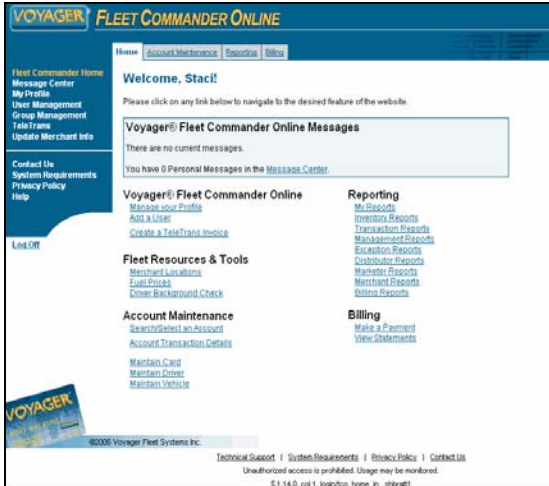 VOYAGER FLEET COMMANDER ONLINE
Home Account Maintenance Reporting Billing
Fleet Commander Home
Message Center
My Profile
User Management
Group Management
TeleTrans
Update Merchant Info
Contact Us
System Requirements
Privacy Policy
Help
Log Off
Welcome, Staci!
Please click on any link below to navigate to the desired feature of the website.
Voyager® Fleet Commander Online Messages
There are no current messages.
You have 0 Personal Messages in the Message Center.
Voyager® Fleet Commander Online
Manage your Profile
Add a User
Create a TeleTrans Invoice
Fleet Resources & Tools
Merchant Locations
Fuel Prices
Driver Background Check
Account Maintenance
Search/Select an Account
Account Transaction Details
Maintain Card
Maintain Driver
Maintain Vehicle
Reporting
My Reports
Inventory Reports
Transaction Reports
Management Reports
Exception Reports
Distributor Reports
Marketer Reports
Merchant Reports
Billing Reports
Billing
Make a Payment
View Statements
VOYAGER
©2006 Voyager Fleet Systems Inc.
Technical Support | System Requirements | Privacy Policy | Contact Us
Unauthorized access is prohibited. Usage may be monitored.